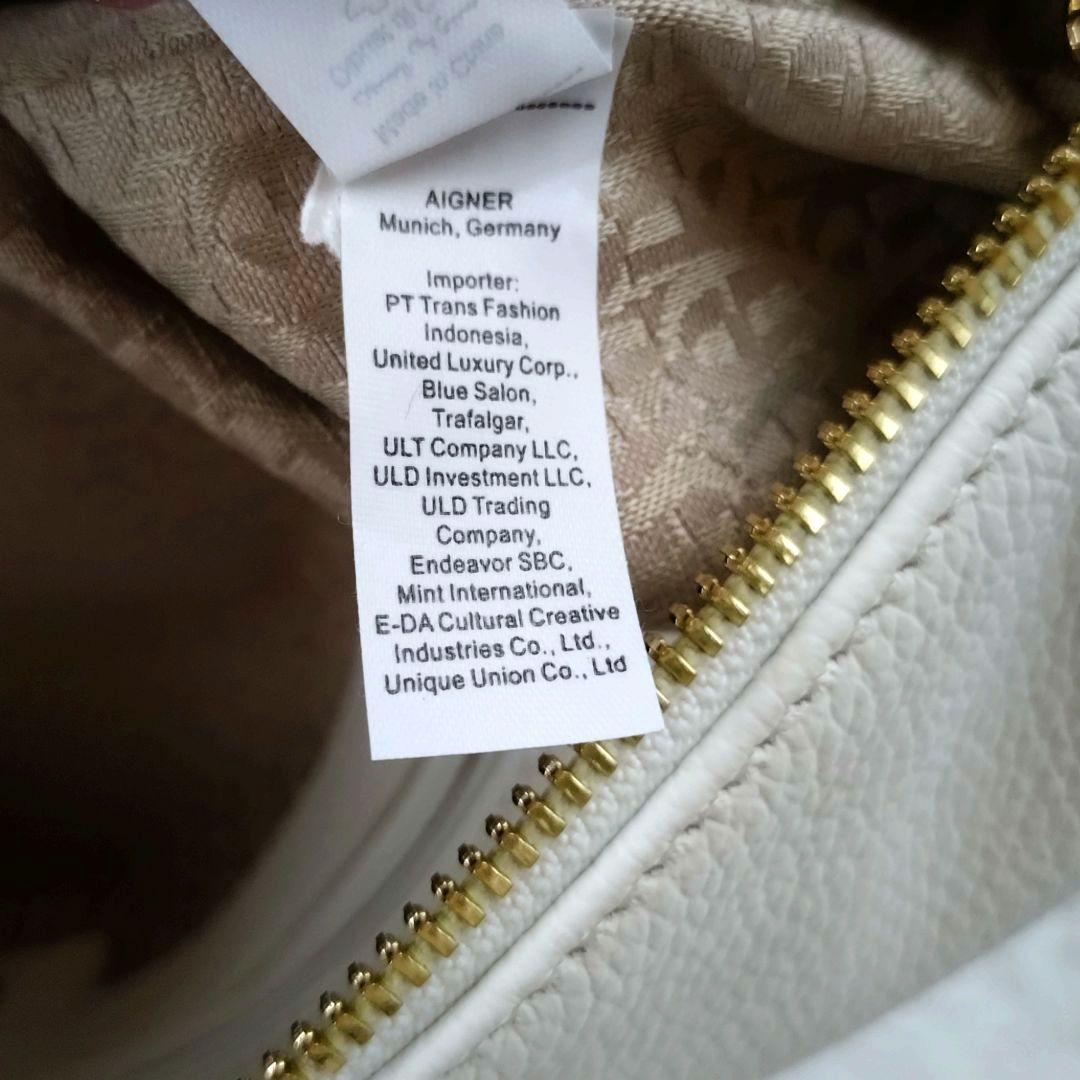 AIGNER
Munich, Germany
Importer:
PT Trans Fashion
Indonesia,
United Luxury Corp.,
Blue Salon,
Trafalgar,
ULT Company LLC,
ULD Investment LLC,
ULD Trading
Company,
Endeavor SBC,
Mint International,
E-DA Cultural Creative
Industries Co., Ltd.,
Unique Union Co., Ltd